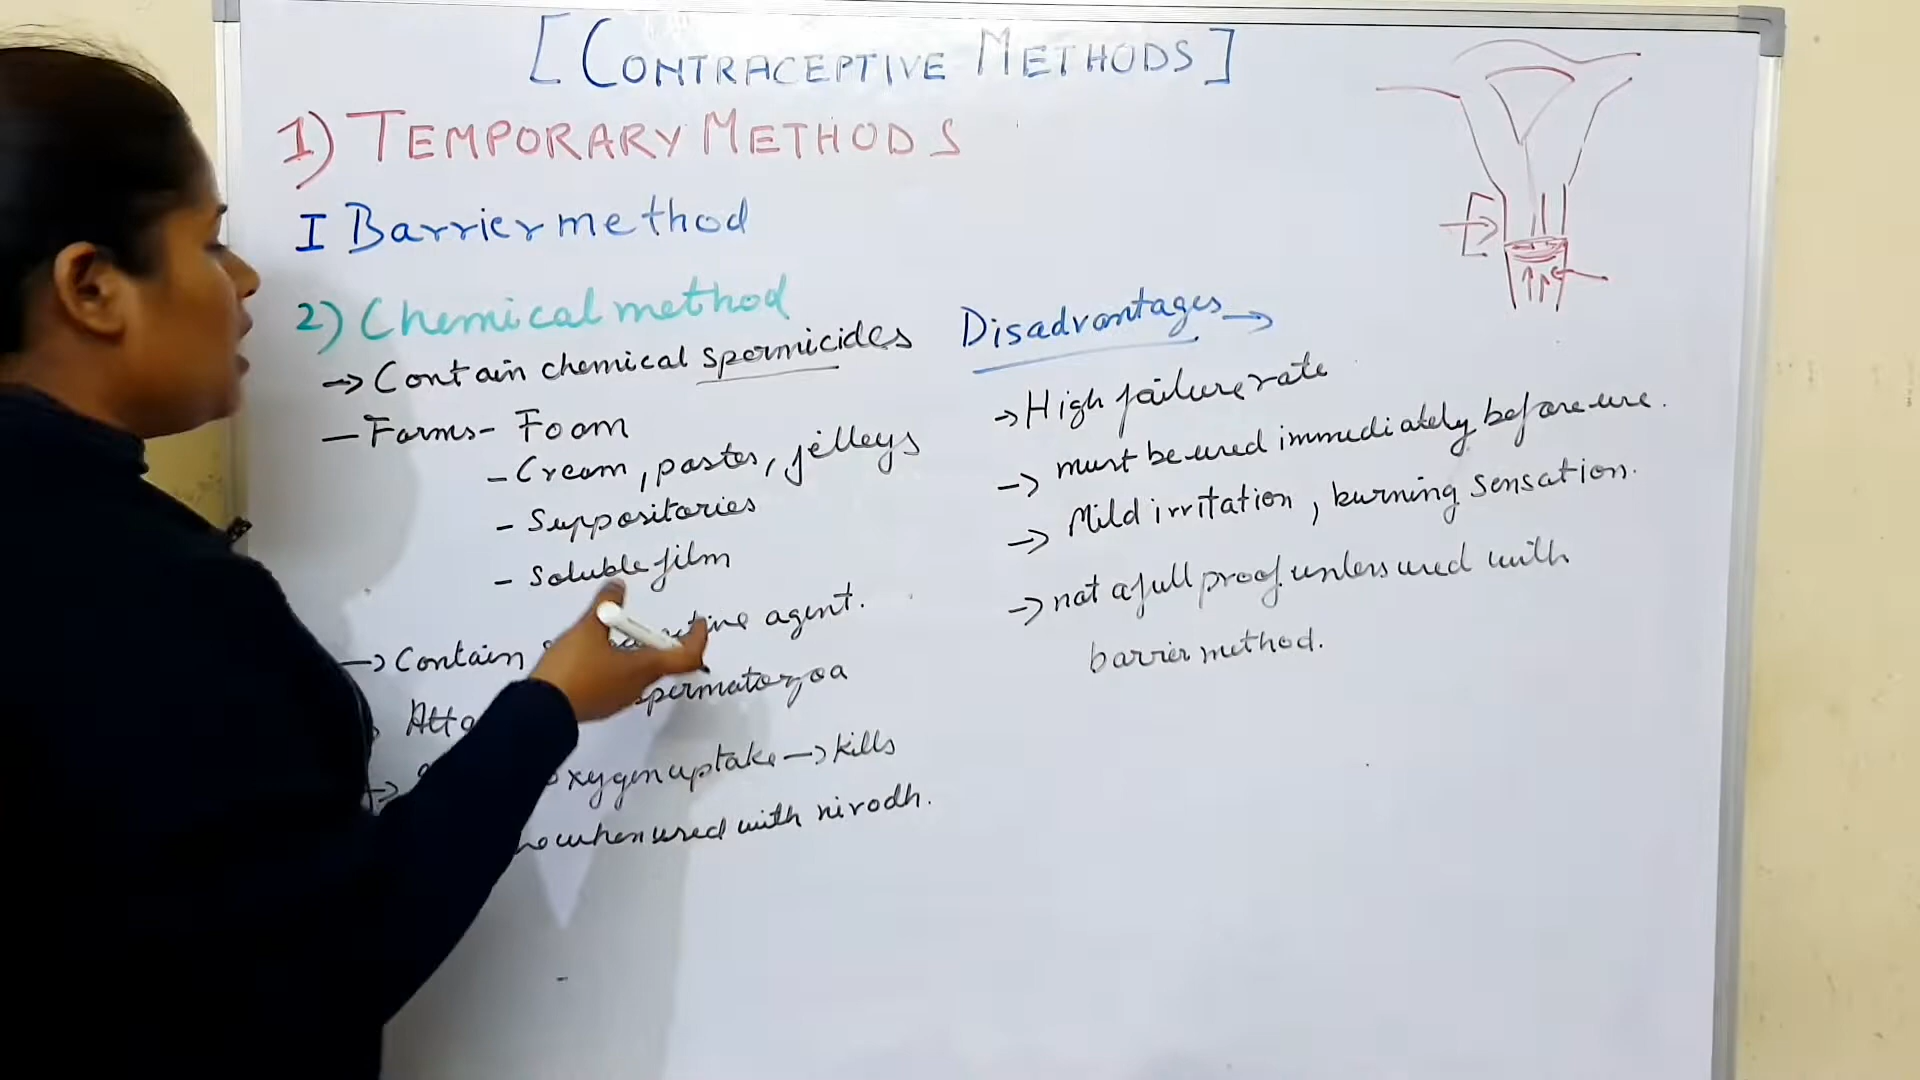 [CONTRACEPTIVE METHODS]
1) TEMPORARY METHODS
I Barrier method
2) Chemical method
→ Contain chemical spermicides
- Forms - Foam
- Cream, pastes, jelleys
- Suppositories
- Soluble film
→ Contain agent.
spermatozoa
oxygen uptake → kills
when used with nirodh.
Disadvantages →
→ High failure rate
→ must be used immediately before use.
→ Mild irritation, burning sensation.
→ not a full proof unless used with
barrier method.